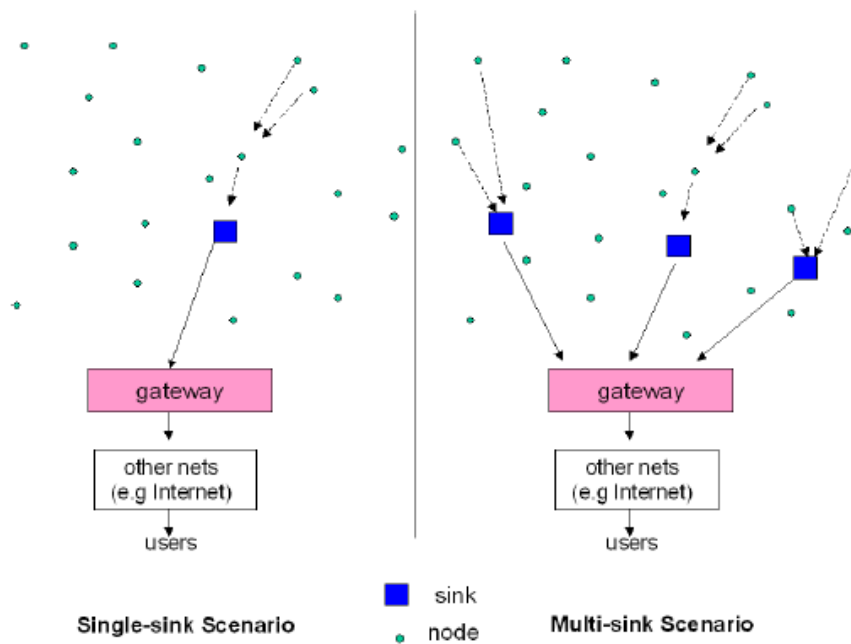 gateway
other nets
(e.g Internet)
users
gateway
other nets
(e.g Internet)
users
sink
node
Single-sink Scenario
Multi-sink Scenario